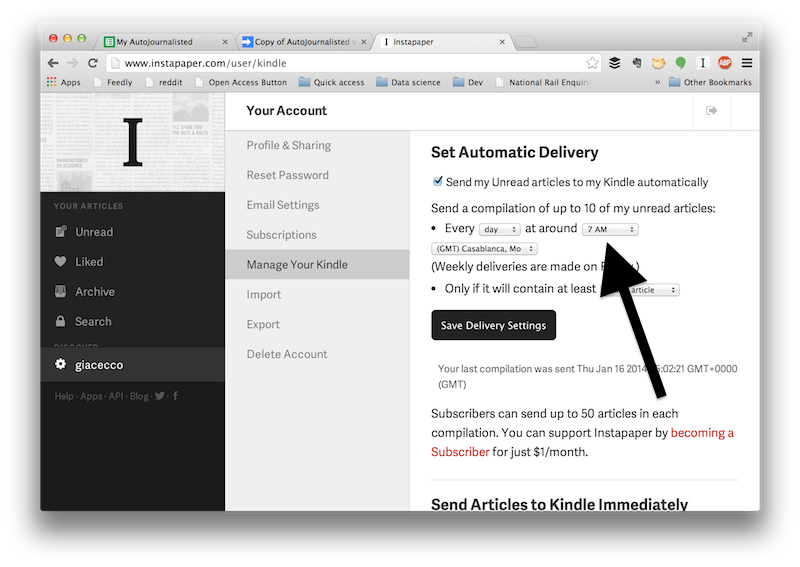 My AutoJournalisted
Copy of AutoJournalisted
Instapaper
www.instapaper.com/user/kindle
Apps
Feedly
reddit
Open Access Button
Quick access
Data science
Dev
National Rail Enquiri
»
Other Bookmarks
I
I'LL SPARE YOU
THE NUTS & BOLTS
MANUFACTURED
YOUR ARTICLES
Unread
Liked
Archive
Search
DISCOVER
giacecco
Help · Apps · API · Blog ·
Your Account
Profile & Sharing
Reset Password
Email Settings
Subscriptions
Manage Your Kindle
Import
Export
Delete Account
Set Automatic Delivery
Send my Unread articles to my Kindle automatically
Send a compilation of up to 10 of my unread articles:
• Every day at around 7 AM
(GMT) Casablanca, Mo
(Weekly deliveries are made on
• Only if it will contain at least article
Save Delivery Settings
Your last compilation was sent Thu Jan 16 2014 :02:21 GMT+0000
(GMT)
Subscribers can send up to 50 articles in each
compilation. You can support Instapaper by becoming a
Subscriber for just $1/month.
Send Articles to Kindle Immediately